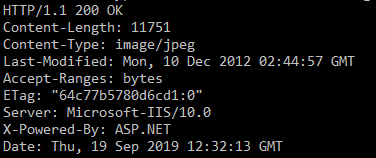 HTTP/1.1 200 OK
Content-Length: 11751
Content-Type: image/jpeg
Last-Modified: Mon, 10 Dec 2012 02:44:57 GMT
Accept-Ranges: bytes
ETag: "64c77b5780d6cd1:0"
Server: Microsoft-IIS/10.0
X-Powered-By: ASP.NET
Date: Thu, 19 Sep 2019 12:32:13 GMT